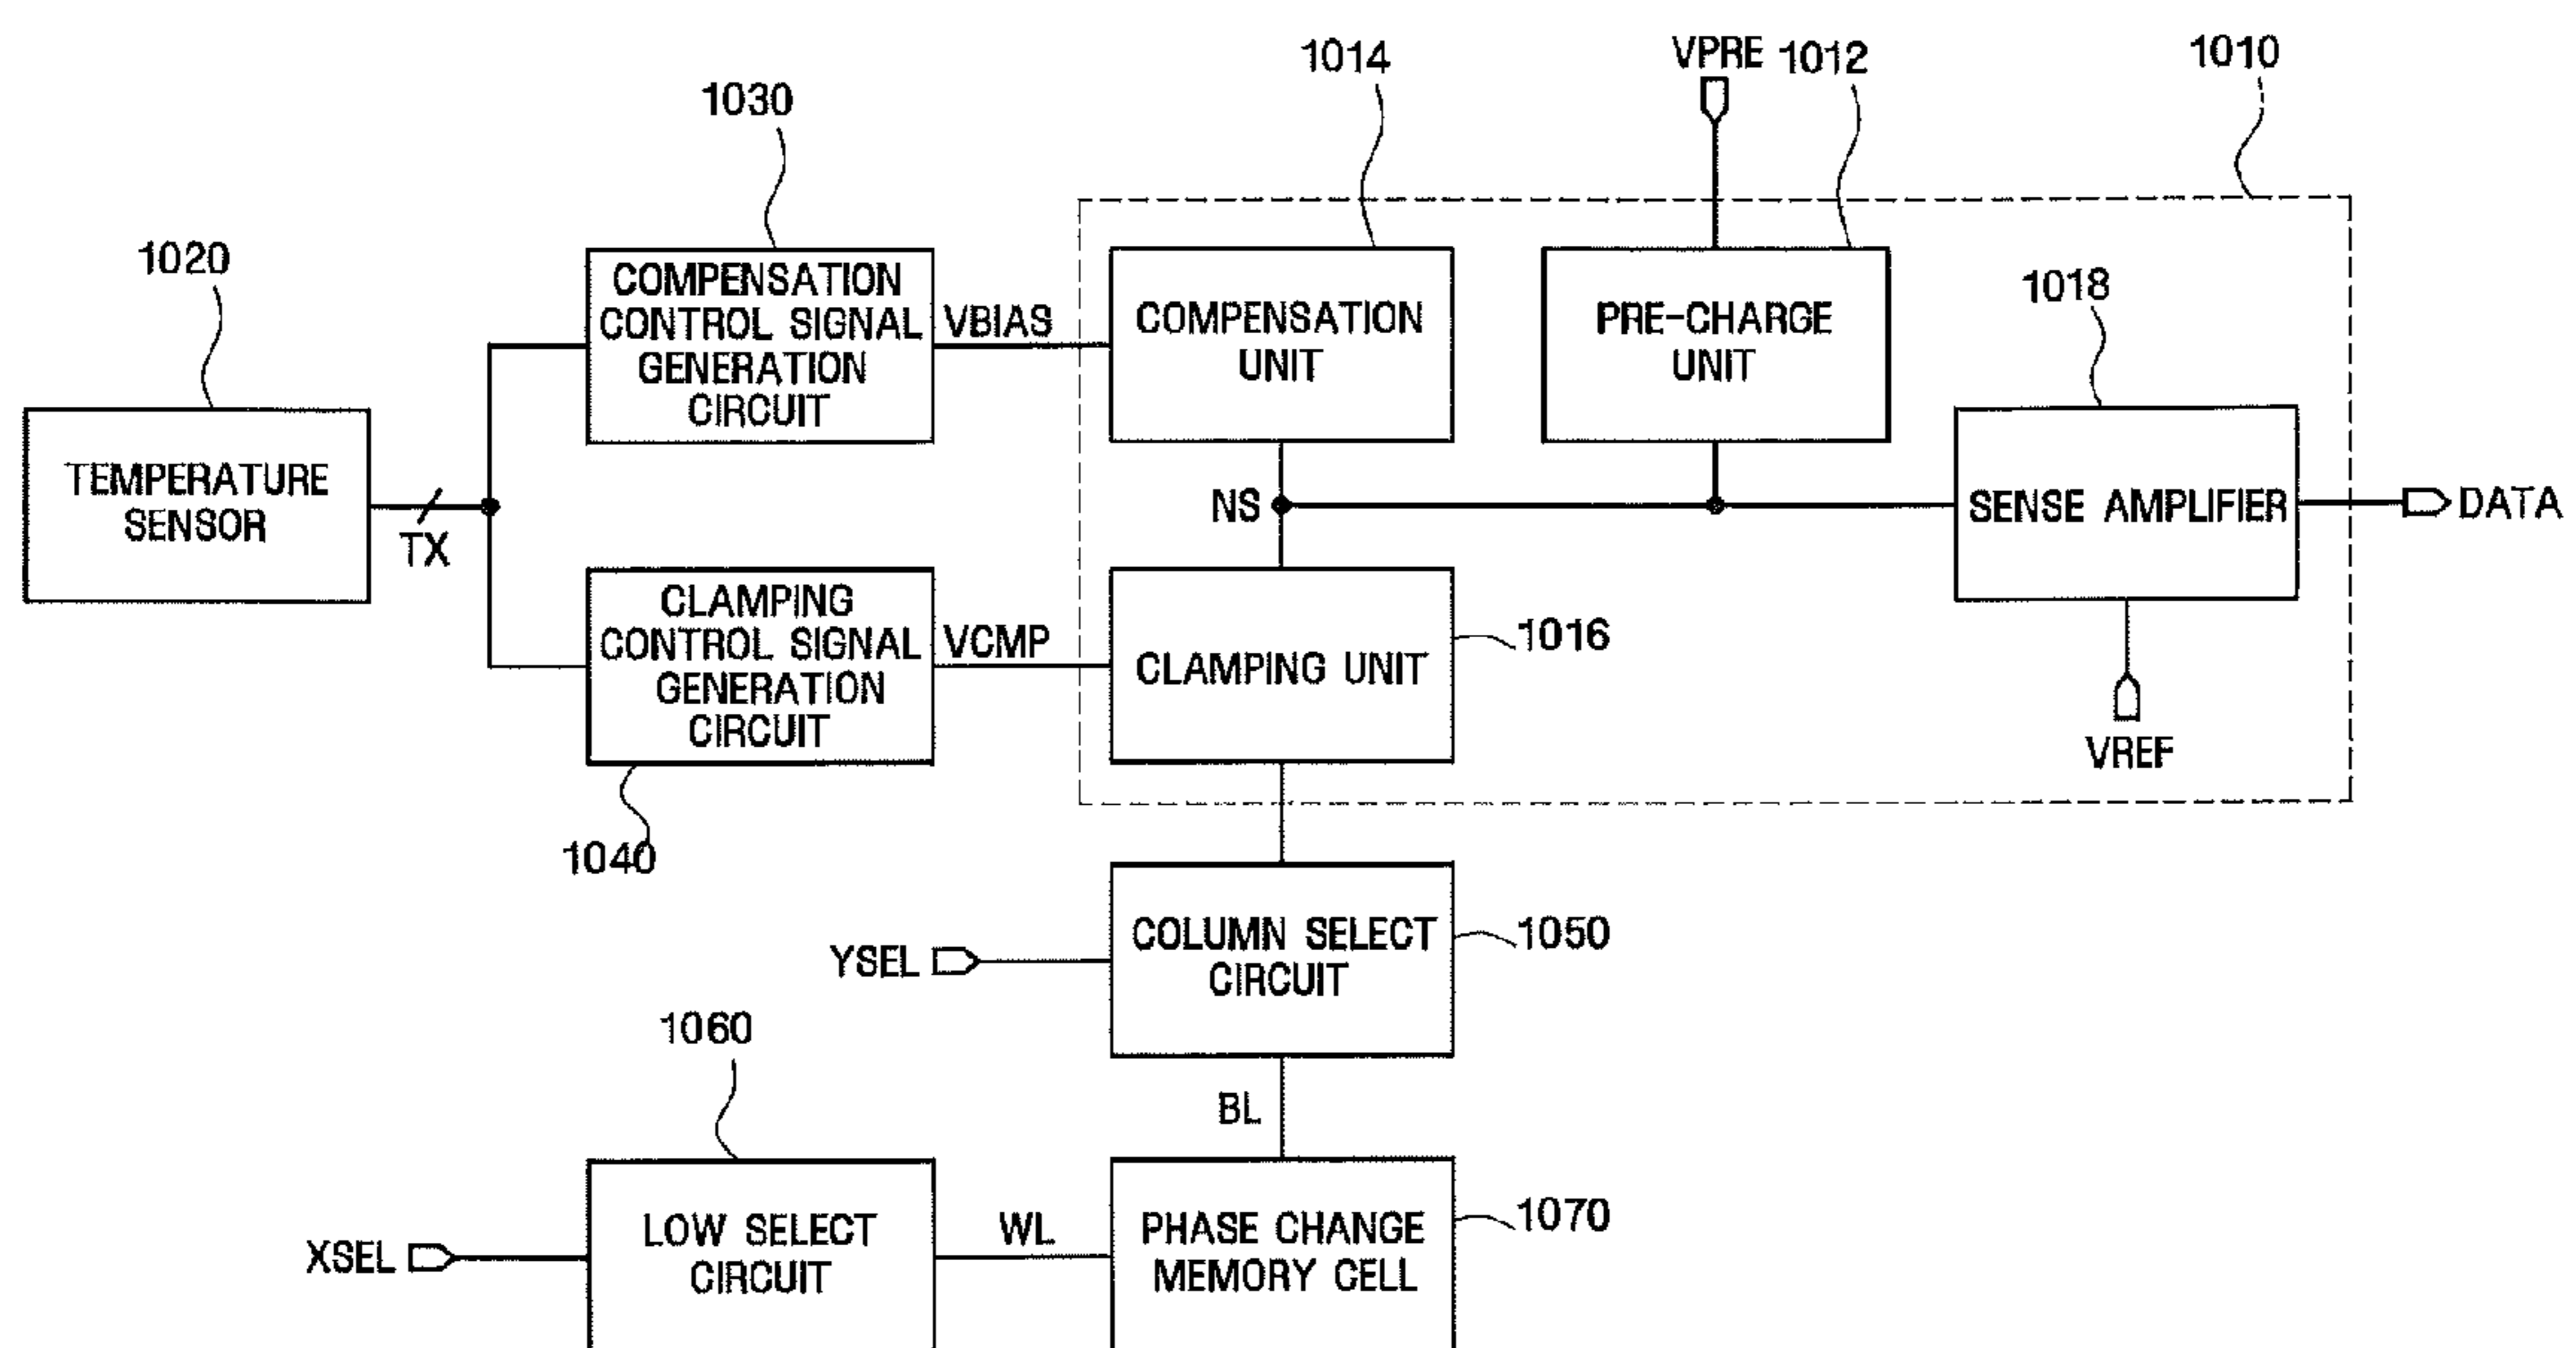 1014
VPRE 1012
1010
1030
1020
COMPENSATION
CONTROL SIGNAL
GENERATION
CIRCUIT
VBIAS
COMPENSATION
UNIT
PRE-CHARGE
UNIT
1018
TEMPERATURE
SENSOR
TX
NS
SENSE AMPLIFIER
DATA
CLAMPING
CONTROL SIGNAL
GENERATION
CIRCUIT
VCMP
CLAMPING UNIT
1016
VREF
1040
YSEL
COLUMN SELECT
CIRCUIT
1050
1060
BL
XSEL
LOW SELECT
CIRCUIT
WL
PHASE CHANGE
MEMORY CELL
1070